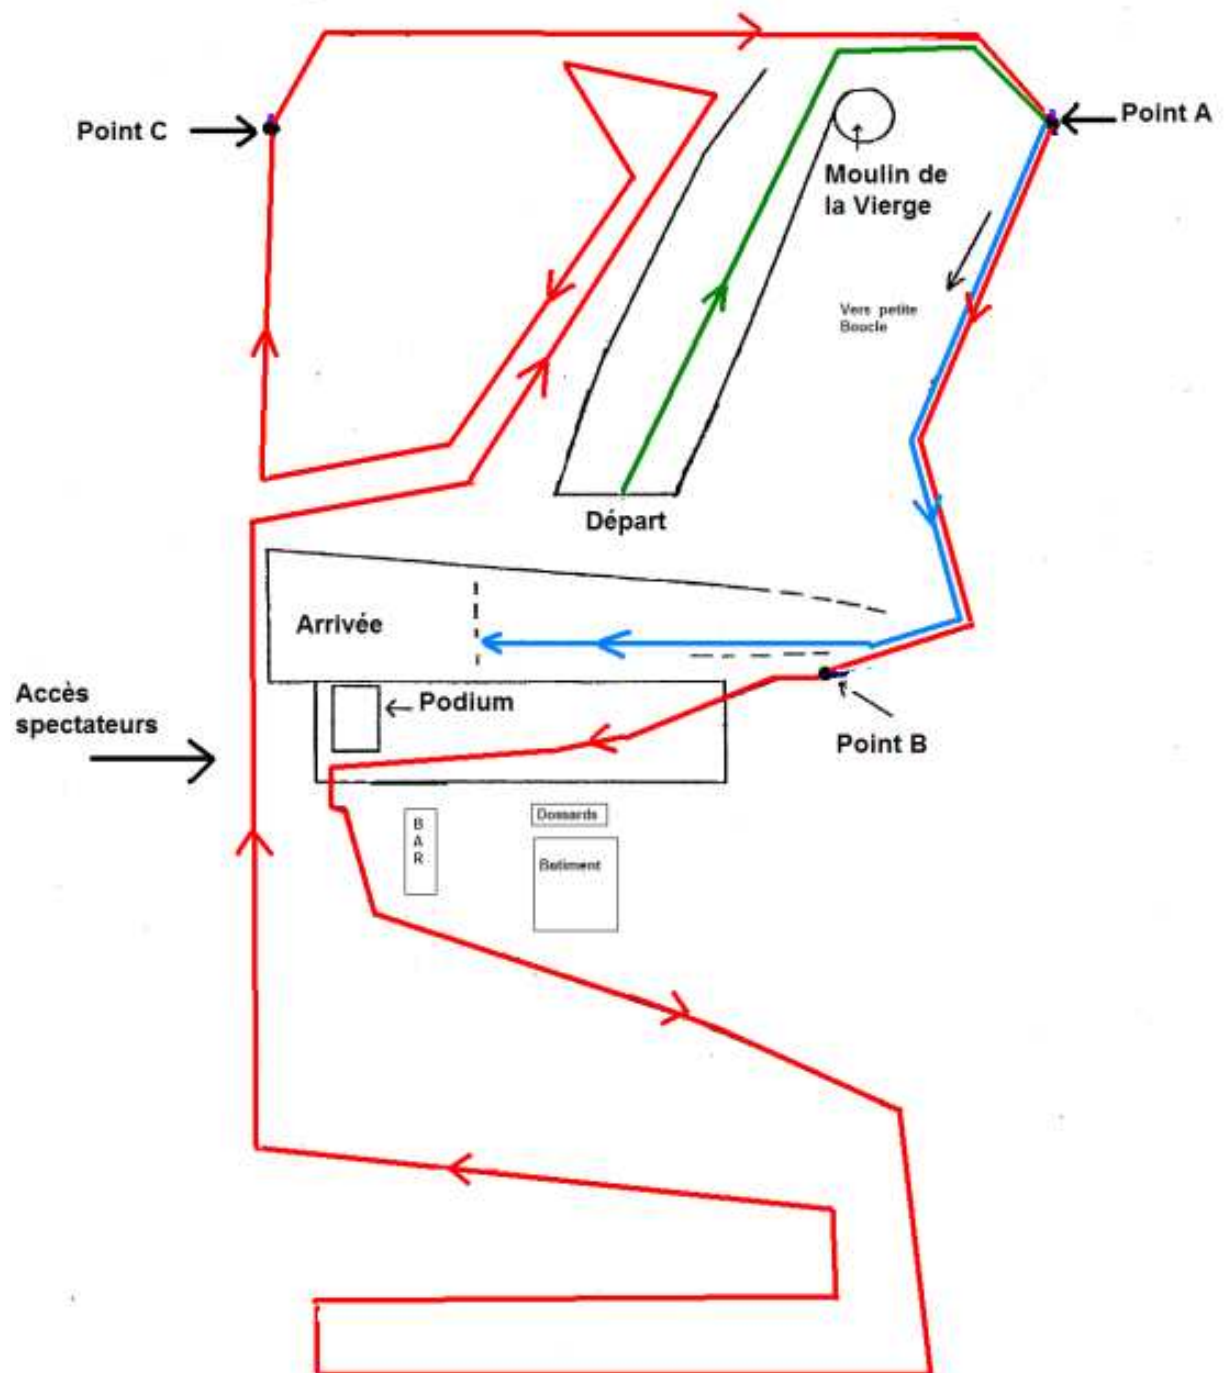 Point C
Point A
Moulin de
la Vierge
Vers petite
Boucle
Départ
Arrivée
Accès
spectateurs
Podium
Point B
B
A
R
Dossards
Batiment